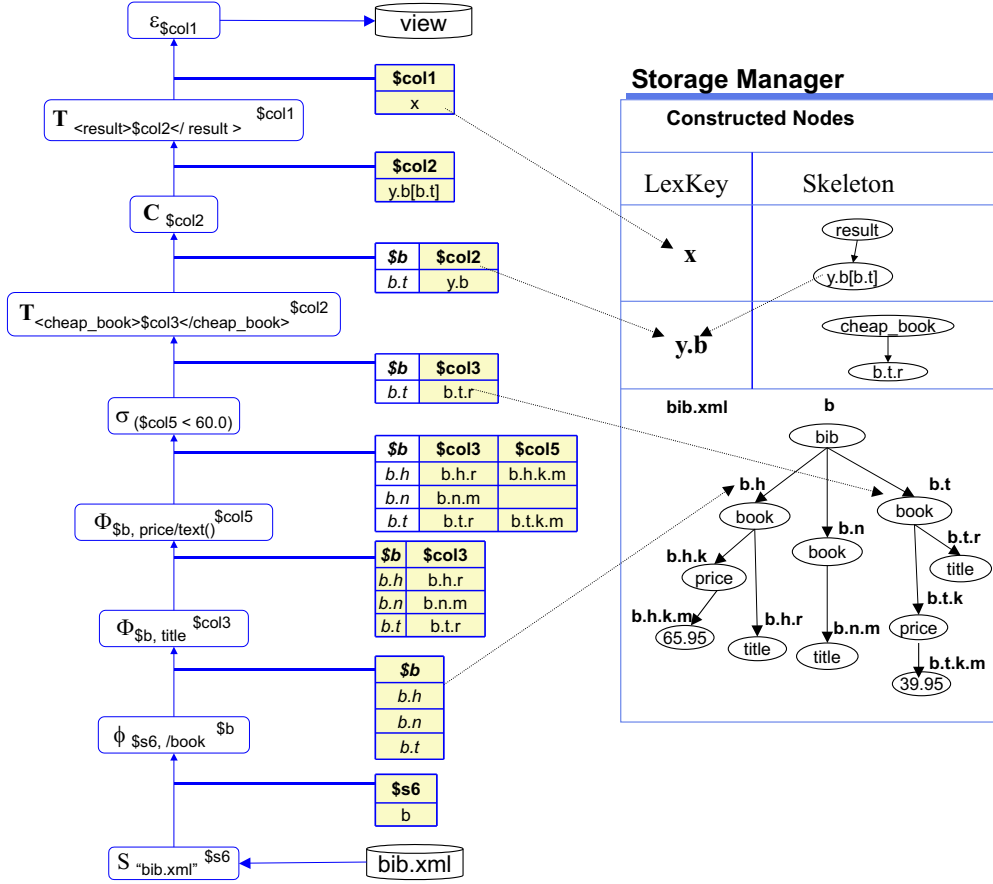 ε $col1
view
$col1
x
T <result>$col2</ result > $col1
$col2
y.b[b.t]
C $col2
$b $col2
b.t y.b
T <cheap_book>$col3</cheap_book> $col2
$b $col3
b.t b.t.r
σ ($col5 < 60.0)
$b $col3 $col5
b.h b.h.r b.h.k.m
b.n b.n.m
b.t b.t.r b.t.k.m
Φ $b, price/text() $col5
$b $col3
b.h b.h.r
b.n b.n.m
b.t b.t.r
Φ $b, title $col3
$b
b.h
b.n
b.t
ϕ $s6, /book $b
$s6
b
S "bib.xml" $s6
bib.xml
Storage Manager
Constructed Nodes
LexKey Skeleton
x
result
y.b[b.t]
y.b
cheap_book
b.t.r
bib.xml b
bib
b.h
book
b.n
book
b.t
book
b.h.k
price
b.t.r
title
b.h.k.m
65.95
b.h.r
title
b.n.m
title
b.t.k
price
b.t.k.m
39.95